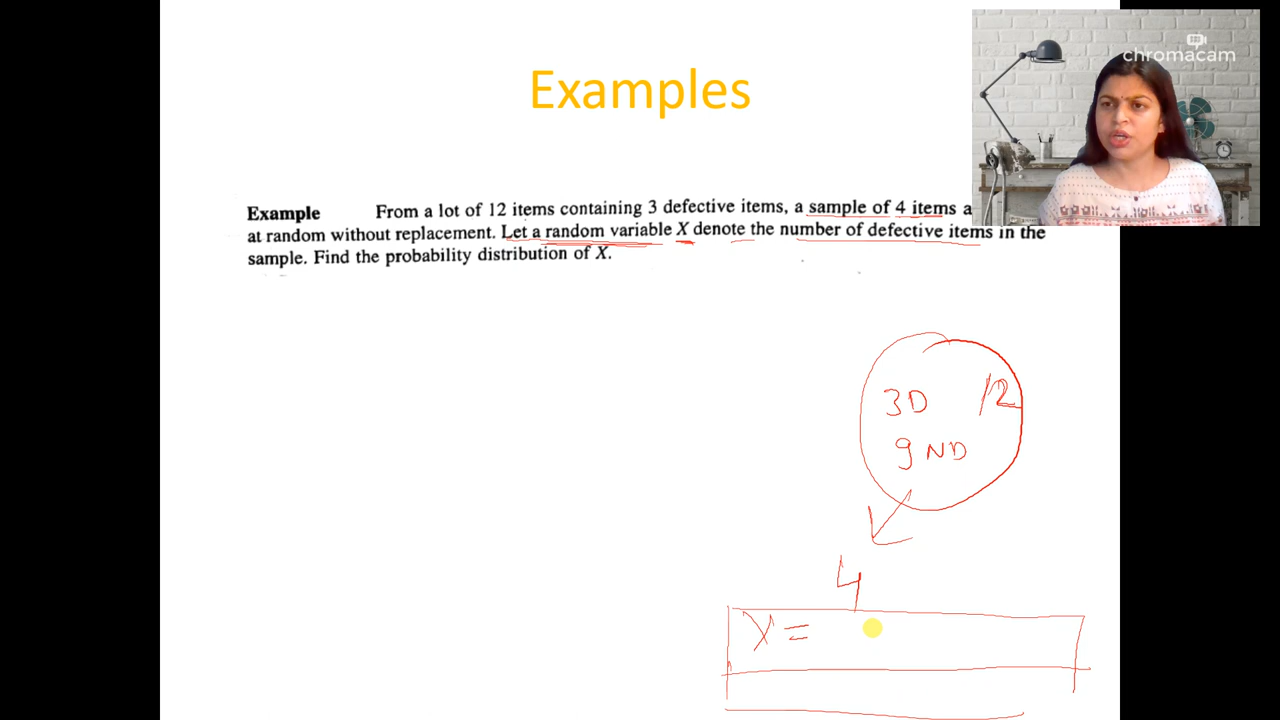 chromacam
Examples
Example From a lot of 12 items containing 3 defective items, a sample of 4 items a
at random without replacement. Let a random variable X denote the number of defective items in the
sample. Find the probability distribution of X.
3D 12
9 ND
4
X =